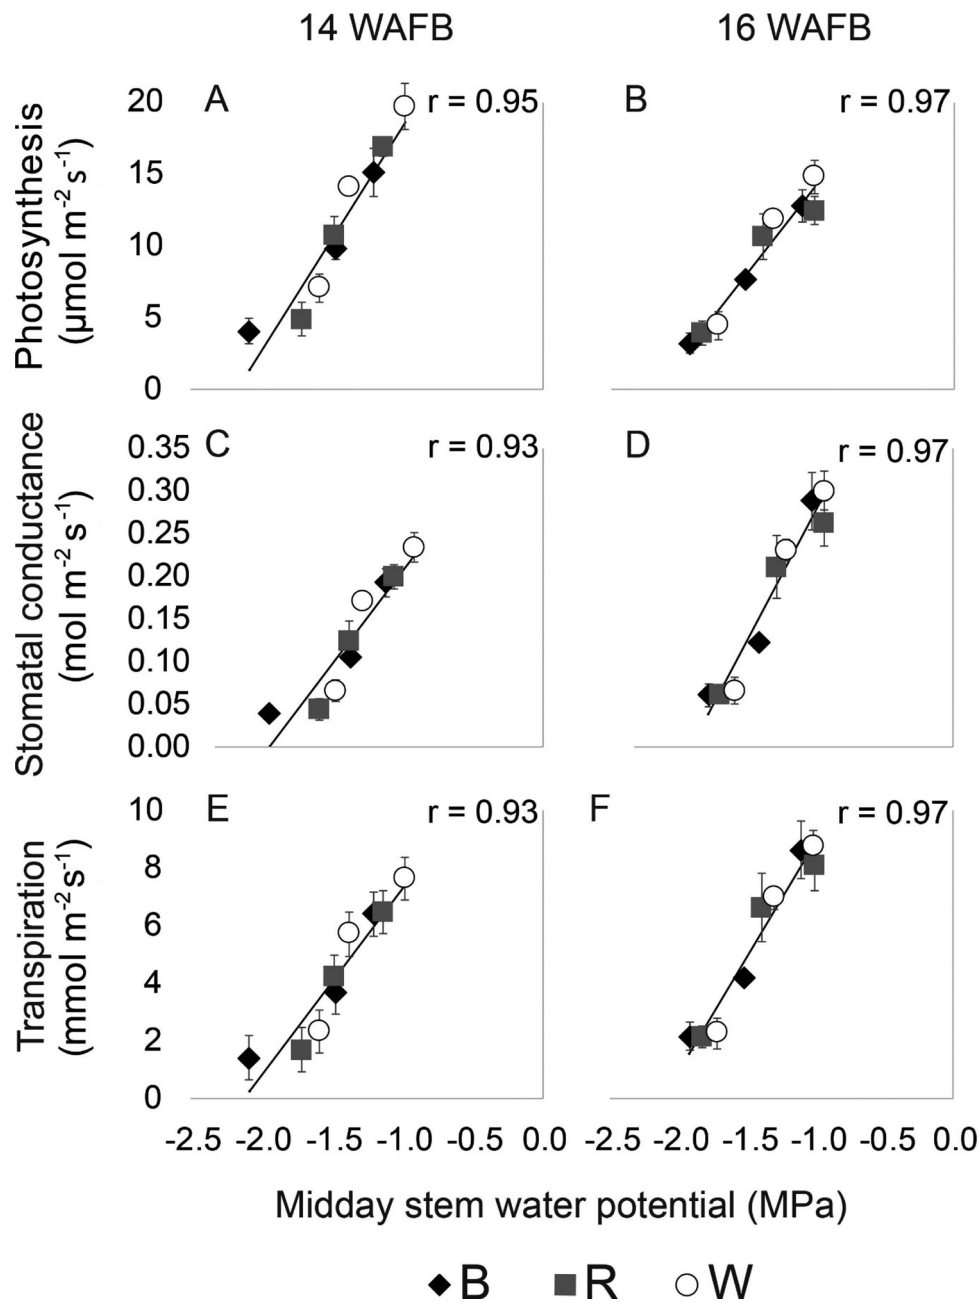 14 WAFB 16 WAFB
Photosynthesis
(µmol m-2 s-1)
A r = 0.95
B r = 0.97
20
15
10
5
0
Stomatal conductance
(mol m-2 s-1)
C r = 0.93
D r = 0.97
0.35
0.30
0.25
0.20
0.15
0.10
0.05
0.00
Transpiration
(mmol m-2 s-1)
E r = 0.93
F r = 0.97
10
8
6
4
2
0
-2.5 -2.0 -1.5 -1.0 -0.5 0.0 -2.5 -2.0 -1.5 -1.0 -0.5 0.0
Midday stem water potential (MPa)
B R W